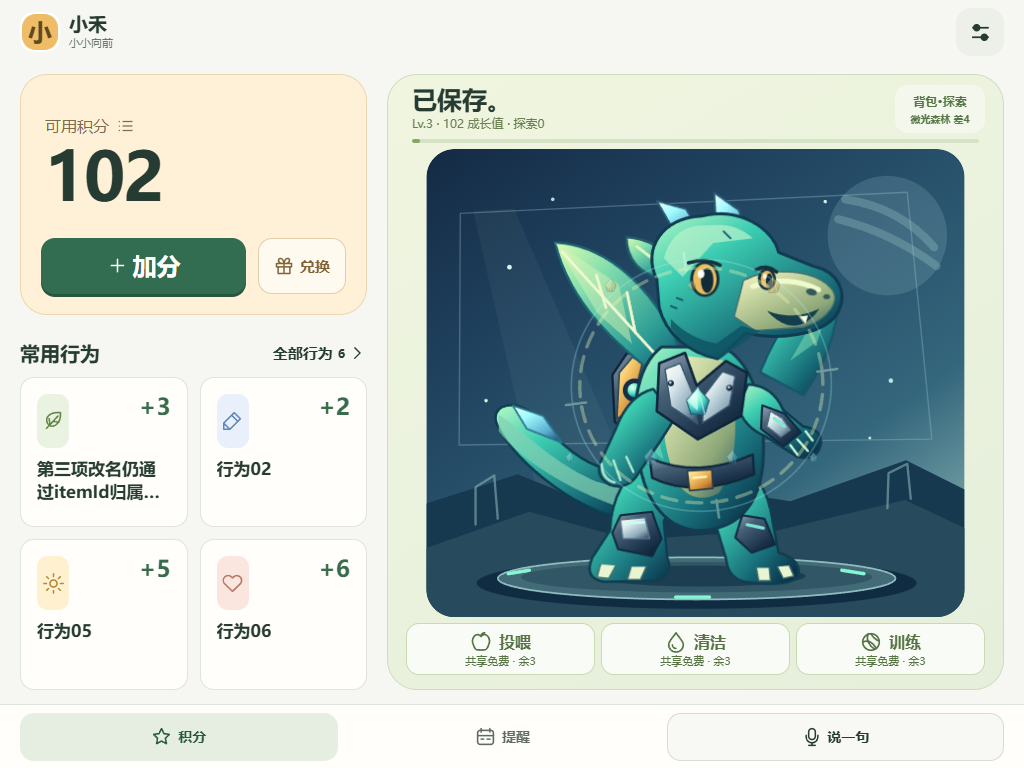 小
小禾
小小向前
可用积分
102
+ 加分
兑换
常用行为
全部行为 6
+3
第三项改名仍通
过itemId归属...
+2
行为02
+5
行为05
+6
行为06
已保存。
Lv.3 · 102 成长值 · 探索0
背包•探索
微光森林 差4
投喂
共享免费 · 余3
清洁
共享免费 · 余3
训练
共享免费 · 余3
积分
提醒
说一句